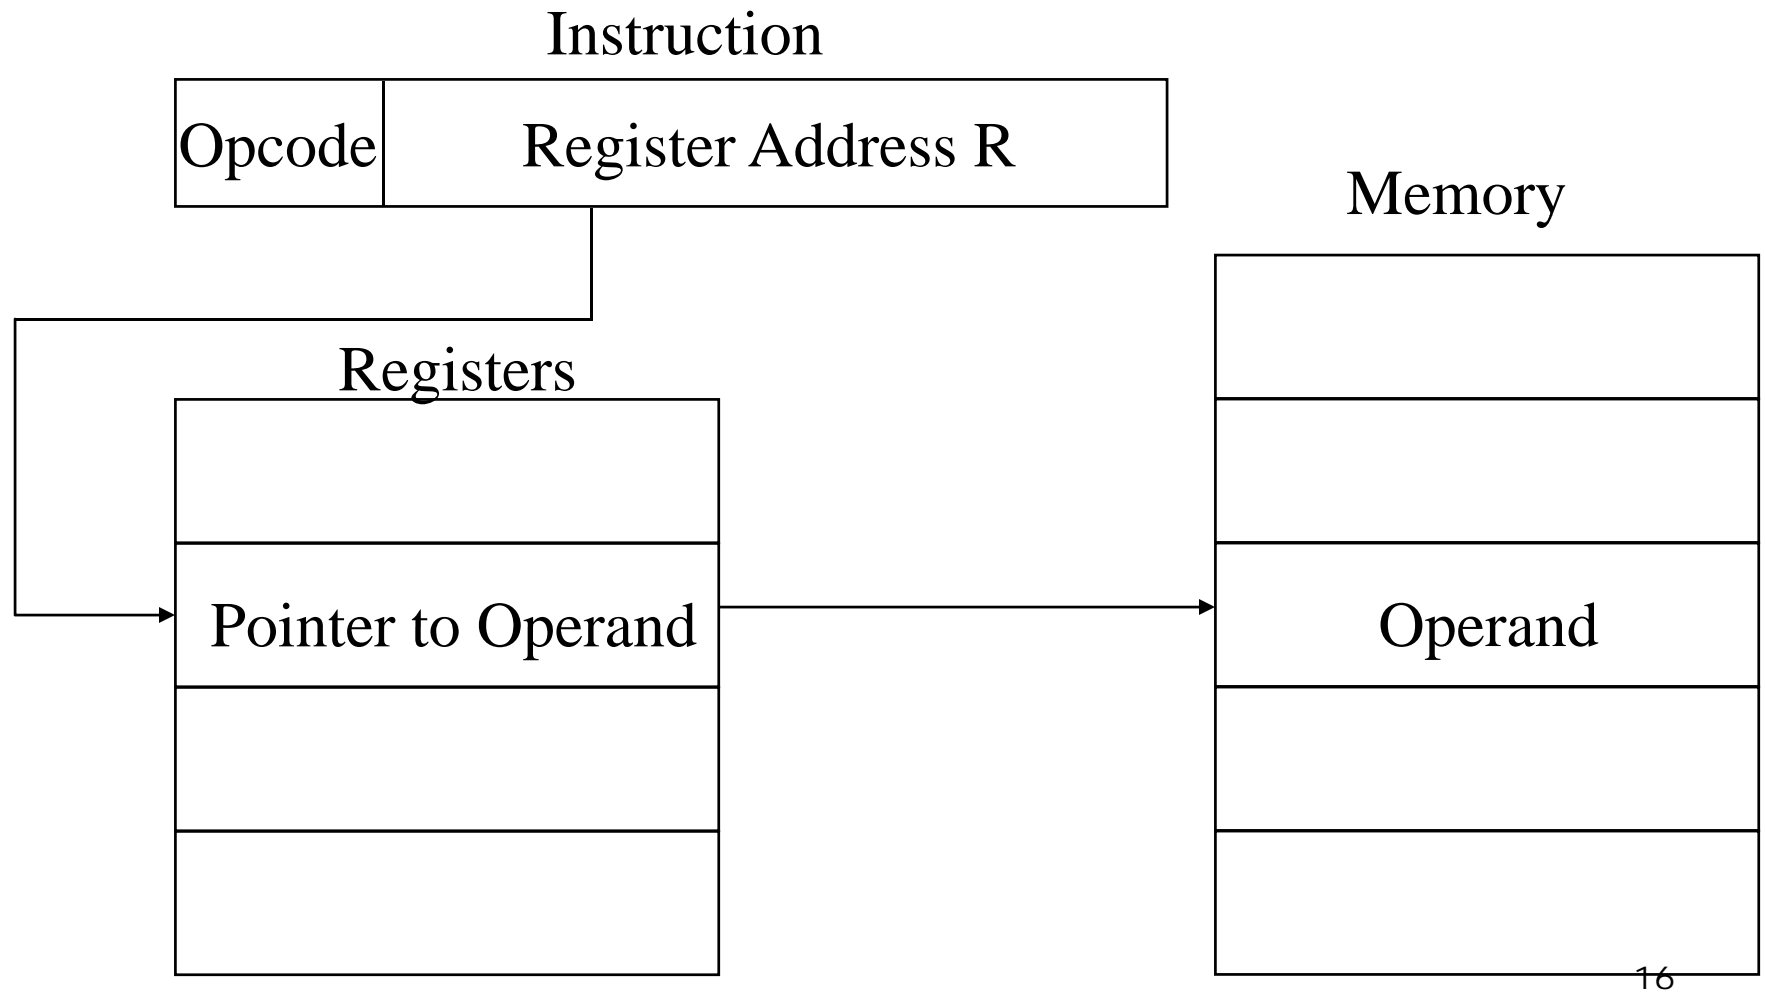 Instruction
Opcode
Register Address R
Memory
Registers
Pointer to Operand
Operand
16